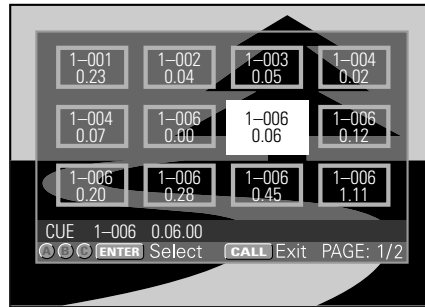 1–001 1–002 1–003 1–004
0.23 0.04 0.05 0.02
1–004 1–006 1–006 1–006
0.07 0.00 0.06 0.12
1–006 1–006 1–006 1–006
0.20 0.28 0.45 1.11
CUE 1–006 0.06.00
A B C ENTER Select CALL Exit PAGE: 1/2